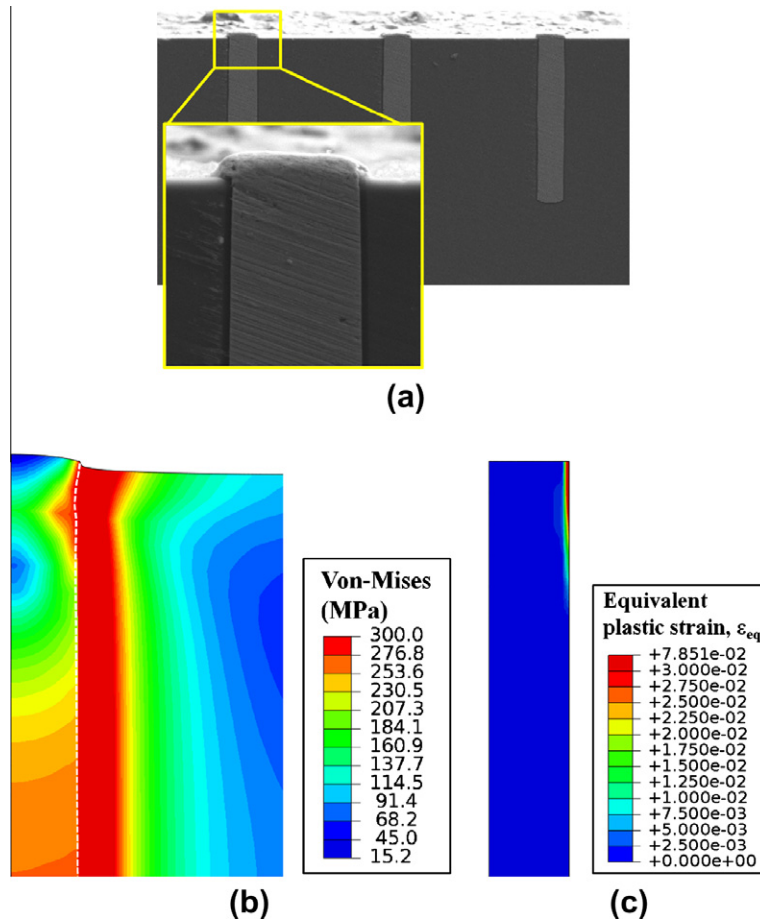 (a)
Von-Mises
(MPa)
300.0
276.8
253.6
230.5
207.3
184.1
160.9
137.7
114.5
91.4
68.2
45.0
15.2
Equivalent
plastic strain, εeq
+7.851e-02
+3.000e-02
+2.750e-02
+2.500e-02
+2.250e-02
+2.000e-02
+1.750e-02
+1.500e-02
+1.250e-02
+1.000e-02
+7.500e-03
+5.000e-03
+2.500e-03
+0.000e+00
(b)
(c)